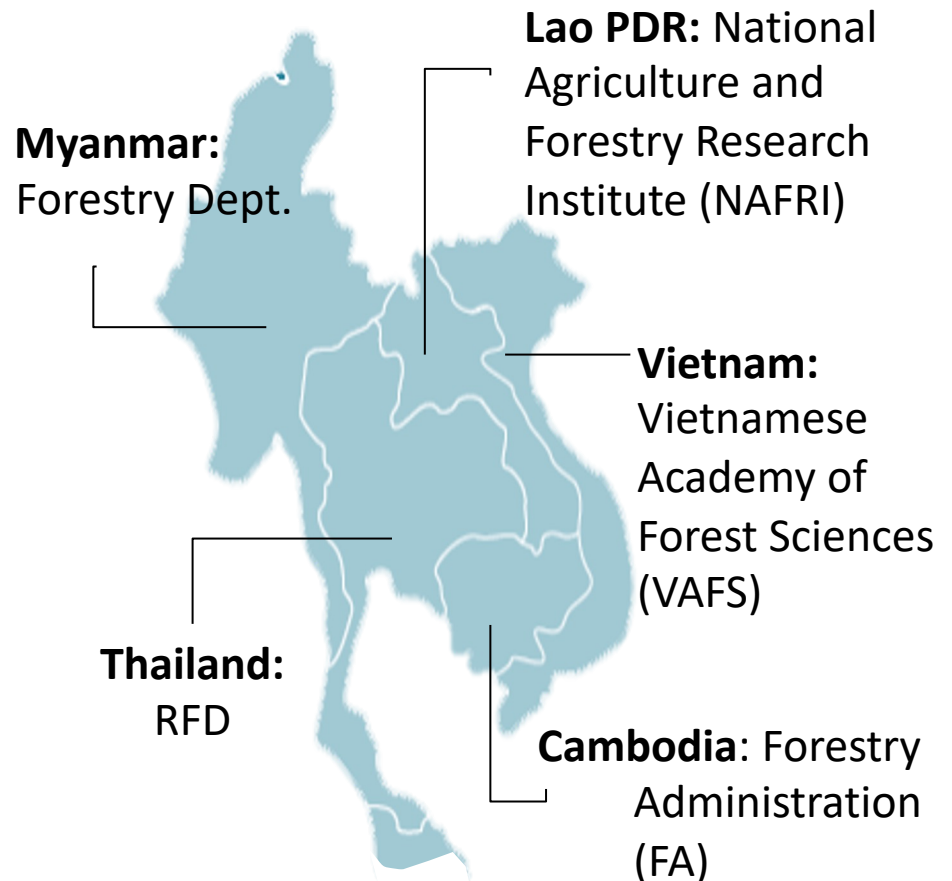 Lao PDR: National
Agriculture and
Forestry Research
Institute (NAFRI)
Myanmar:
Forestry Dept.
Vietnam:
Vietnamese
Academy of
Forest Sciences
(VAFS)
Thailand:
RFD
Cambodia: Forestry
Administration
(FA)